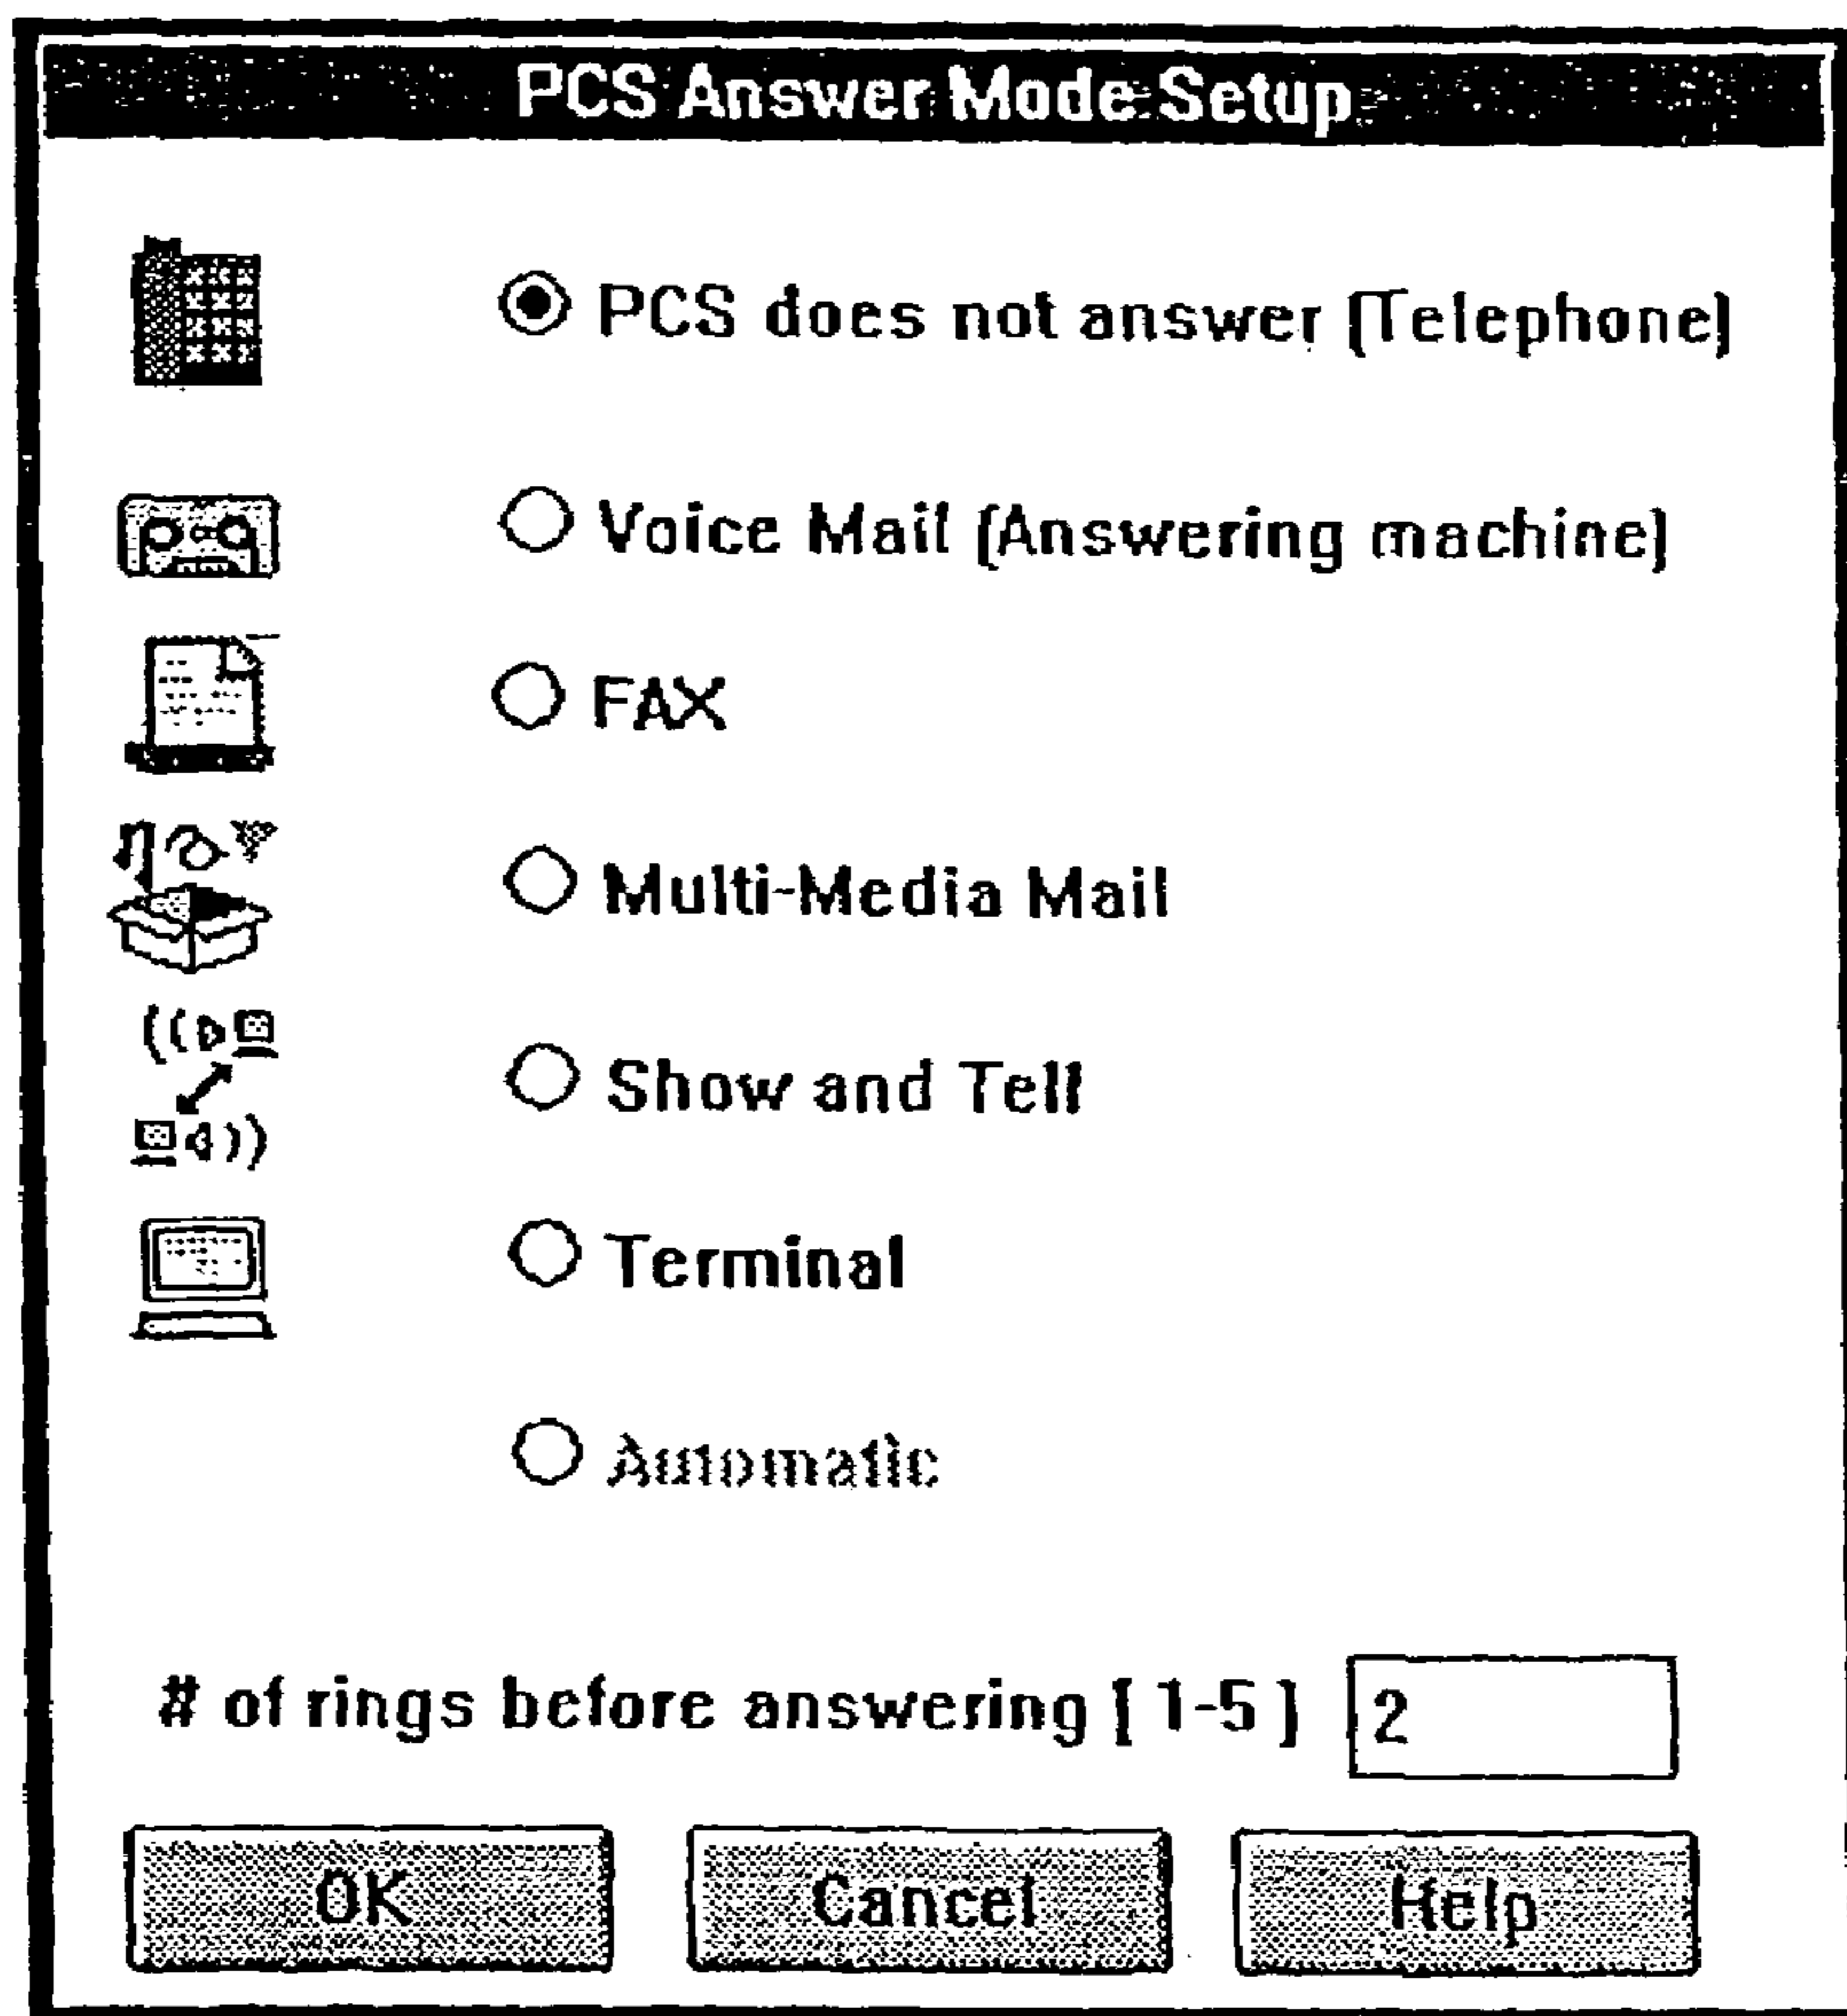 PCS Answer Mode Setup
PCS does not answer (Telephone)
Voice Mail (Answering machine)
FAX
Multi-Media Mail
Show and Tell
Terminal
Automatic
# of rings before answering ( 1-5 ) 2
OK Cancel Help